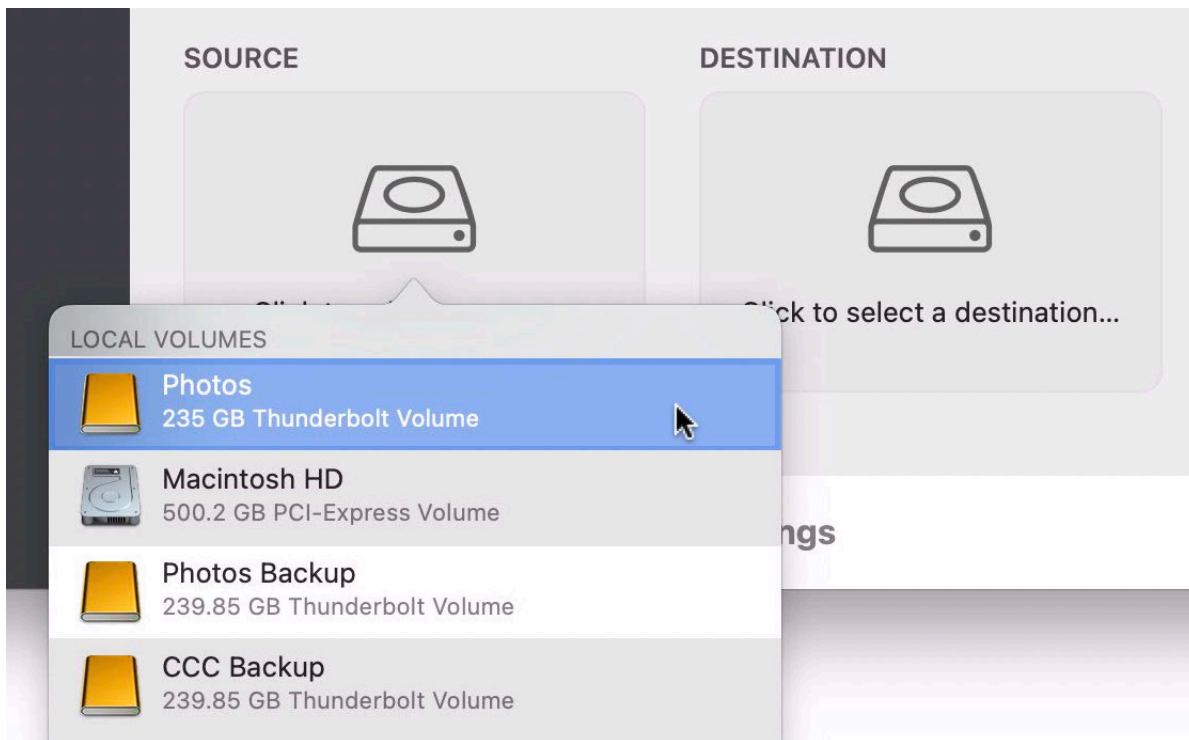 SOURCE
DESTINATION
to select a destination...
LOCAL VOLUMES
Photos
235 GB Thunderbolt Volume
Macintosh HD
500.2 GB PCI-Express Volume
Photos Backup
239.85 GB Thunderbolt Volume
CCC Backup
239.85 GB Thunderbolt Volume